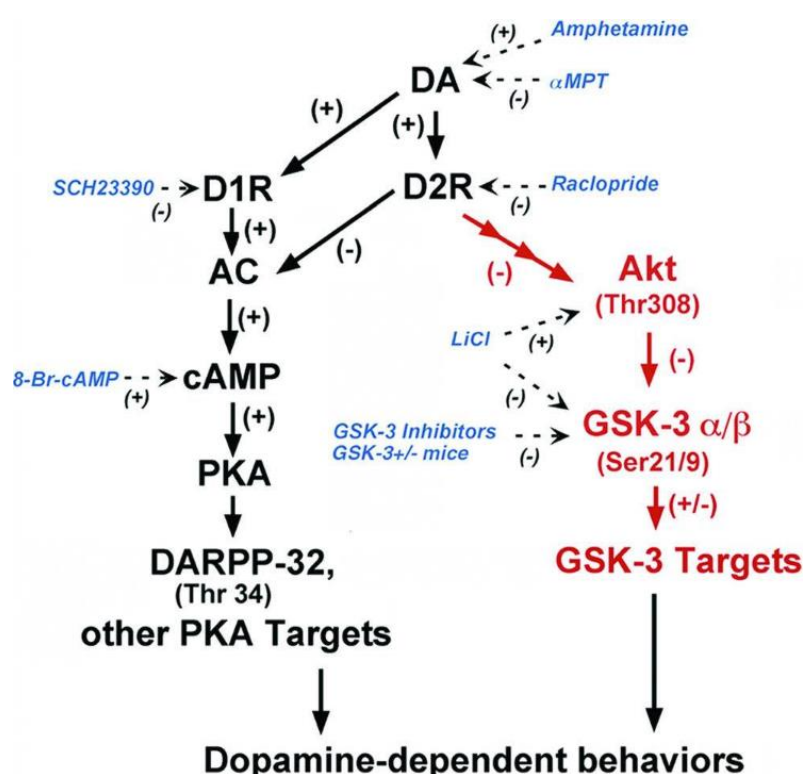 Amphetamine
(+)
DA
αMPT
(-)
(+)
(+)
SCH23390
(-)
D1R
D2R
Raclopride
(-)
(+)
(-)
AC
(-)
Akt
(Thr308)
(+)
LiCl
(+)
(-)
8-Br-cAMP
(+)
cAMP
(-)
(+)
GSK-3 Inhibitors
GSK-3+/- mice
(-)
GSK-3 α/β
(Ser21/9)
PKA
(+/-)
DARPP-32,
(Thr 34)
GSK-3 Targets
other PKA Targets
Dopamine-dependent behaviors